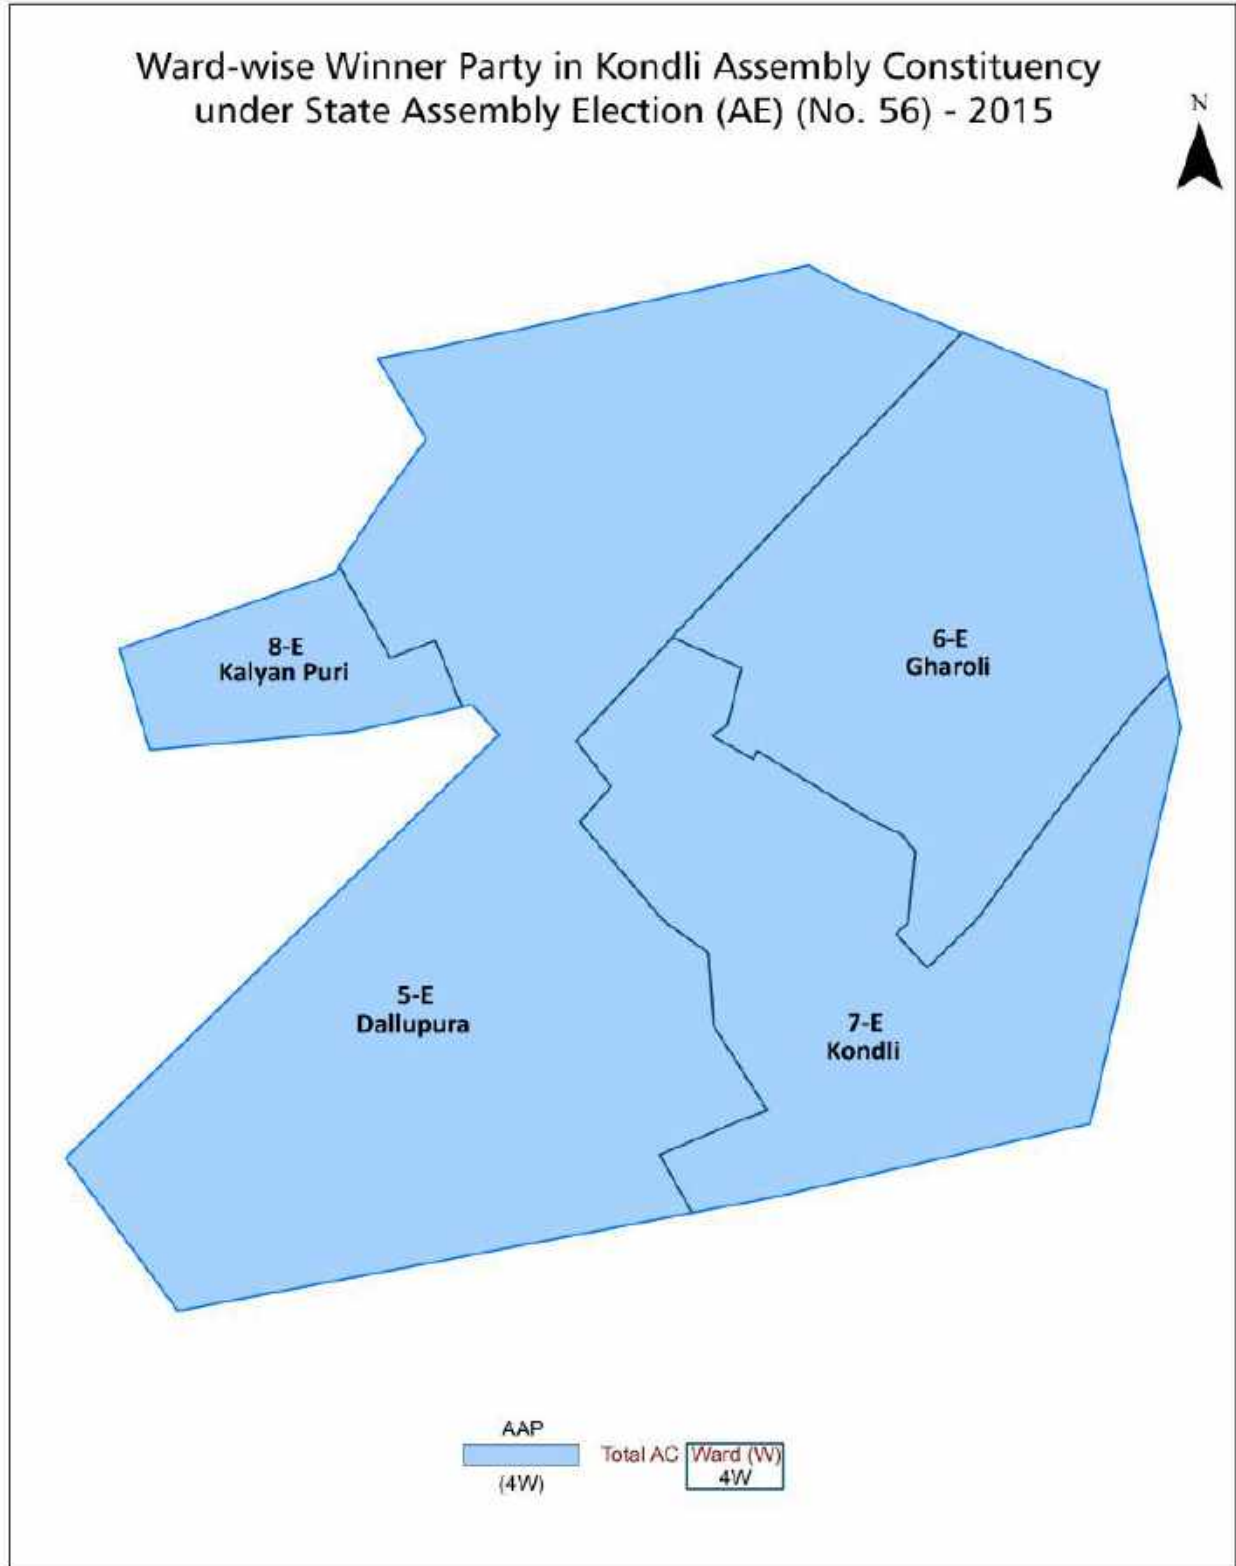 Ward-wise Winner Party in Kondli Assembly Constituency
under State Assembly Election (AE) (No. 56) - 2015
N
8-E
Kalyan Puri
6-E
Gharoli
5-E
Dallupura
7-E
Kondli
AAP
Total AC
Ward (W)
4W
(4W)